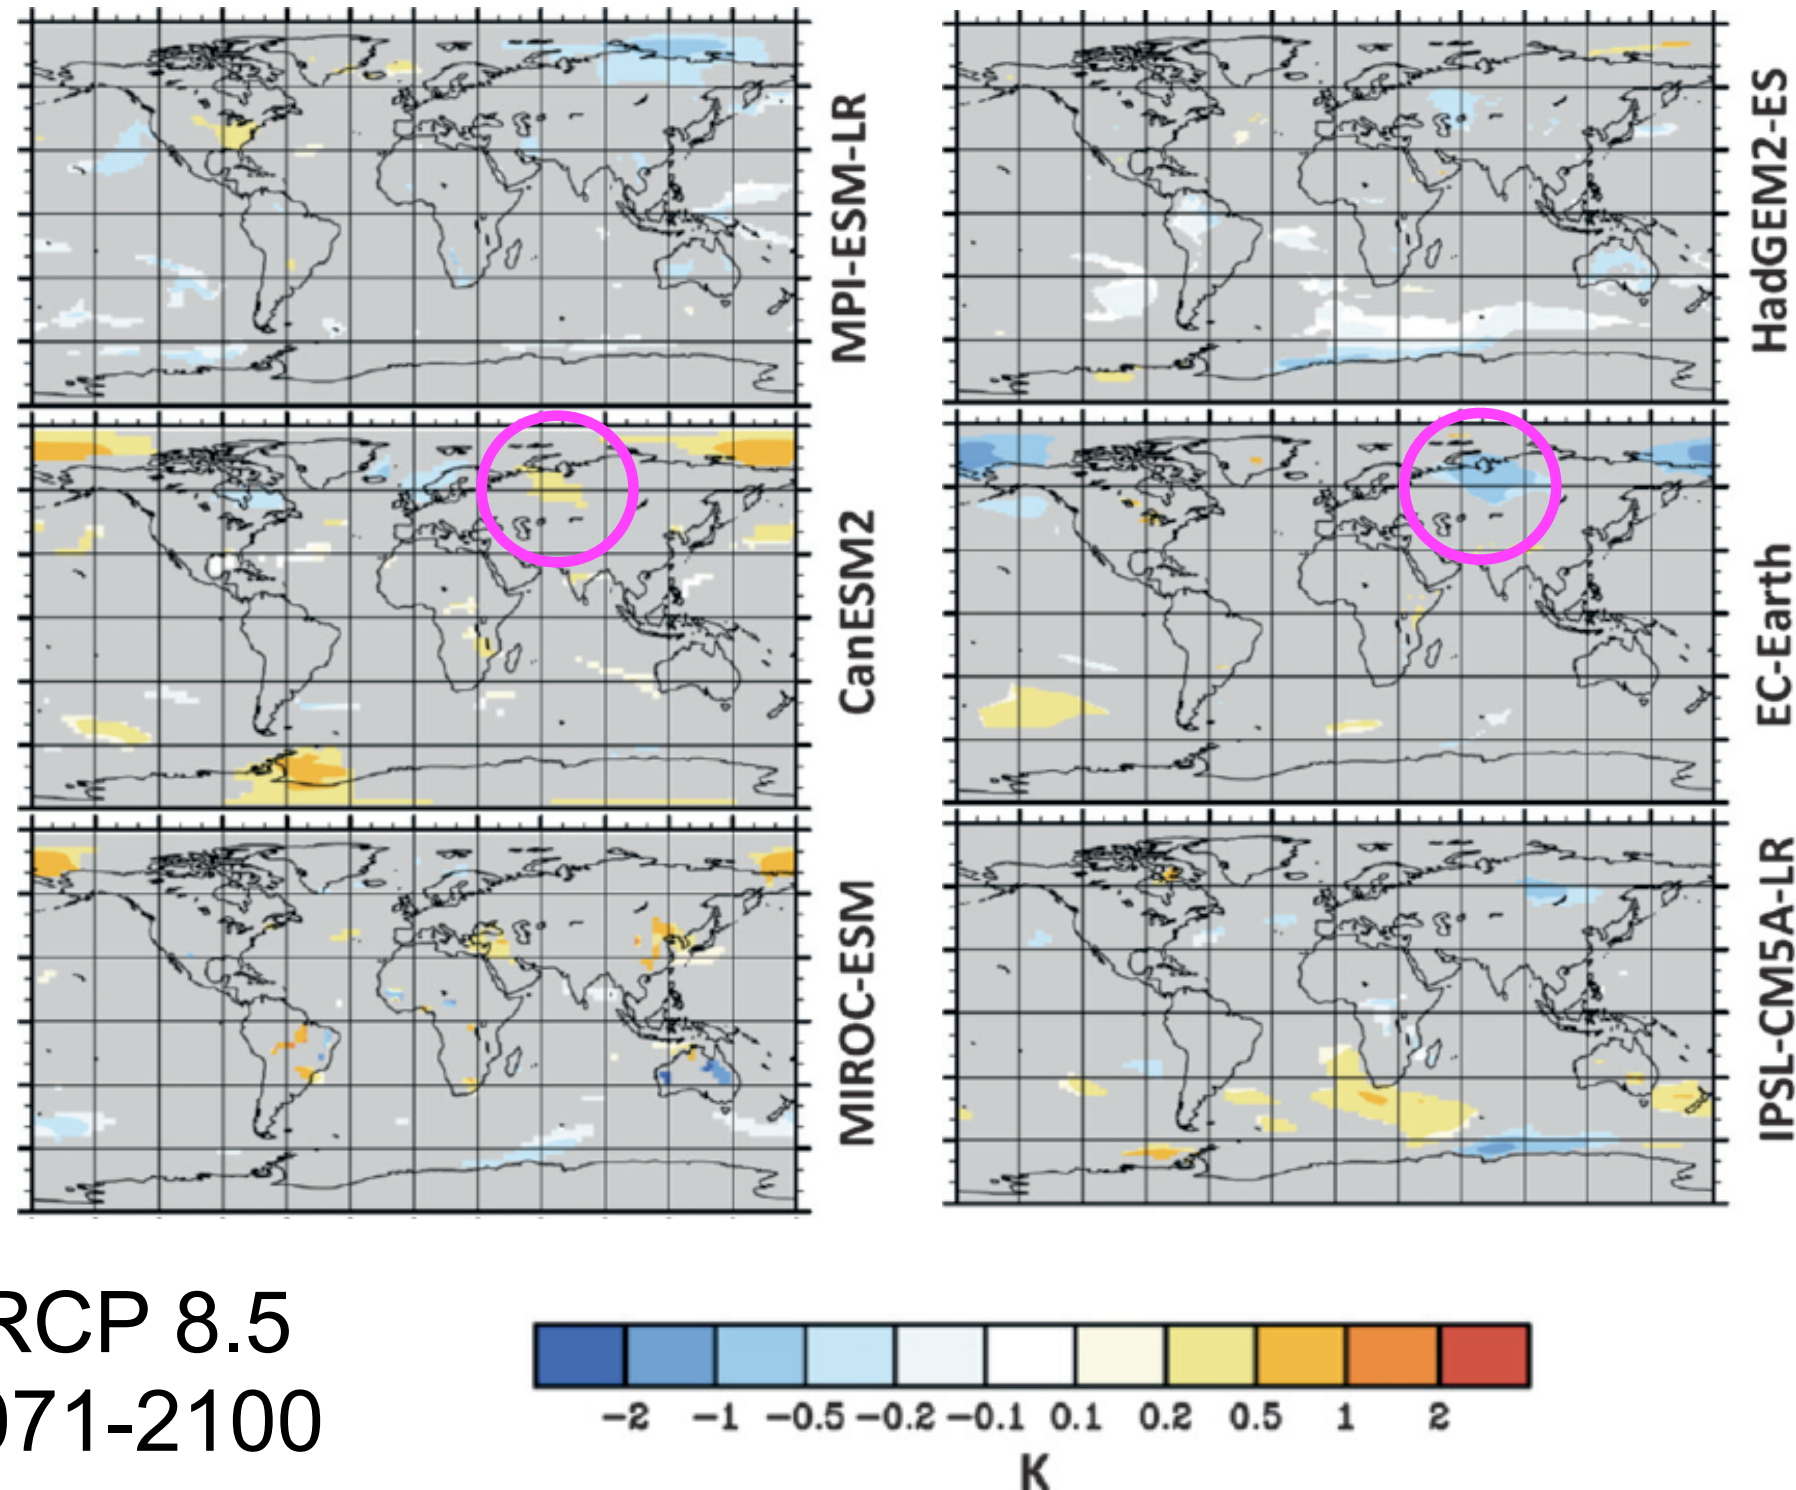 MPI-ESM-LR
HadGEM2-ES
CanESM2
EC-Earth
MIROC-ESM
IPSL-CM5A-LR
RCP 8.5
071-2100
-2 -1 -0.5 -0.2 -0.1 0.1 0.2 0.5 1 2
K